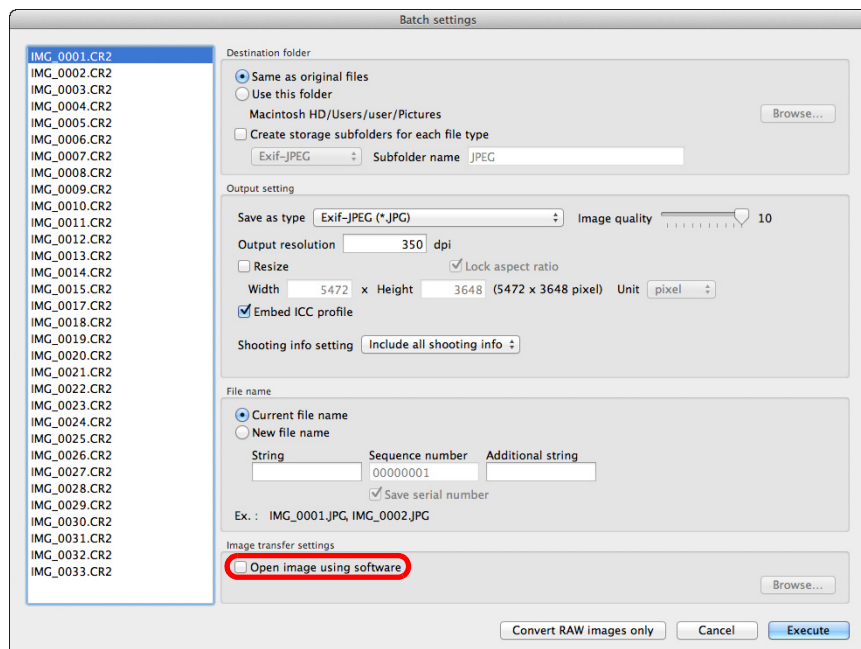 Batch settings
IMG_0001.CR2
IMG_0002.CR2
IMG_0003.CR2
IMG_0004.CR2
IMG_0005.CR2
IMG_0006.CR2
IMG_0007.CR2
IMG_0008.CR2
IMG_0009.CR2
IMG_0010.CR2
IMG_0011.CR2
IMG_0012.CR2
IMG_0013.CR2
IMG_0014.CR2
IMG_0015.CR2
IMG_0017.CR2
IMG_0018.CR2
IMG_0019.CR2
IMG_0020.CR2
IMG_0021.CR2
IMG_0022.CR2
IMG_0023.CR2
IMG_0024.CR2
IMG_0025.CR2
IMG_0026.CR2
IMG_0027.CR2
IMG_0028.CR2
IMG_0029.CR2
IMG_0030.CR2
IMG_0031.CR2
IMG_0032.CR2
IMG_0033.CR2
Destination folder
Same as original files
Use this folder
Macintosh HD/Users/user/Pictures Browse...
Create storage subfolders for each file type
Exif-JPEG Subfolder name JPEG
Output setting
Save as type Exif-JPEG (*.JPG) Image quality 10
Output resolution 350 dpi
Resize Lock aspect ratio
Width 5472 x Height 3648 (5472 x 3648 pixel) Unit pixel
Embed ICC profile
Shooting info setting Include all shooting info
File name
Current file name
New file name
String Sequence number Additional string
00000001
Save serial number
Ex. : IMG_0001.JPG, IMG_0002.JPG
Image transfer settings
Open image using software
Browse...
Convert RAW images only Cancel Execute